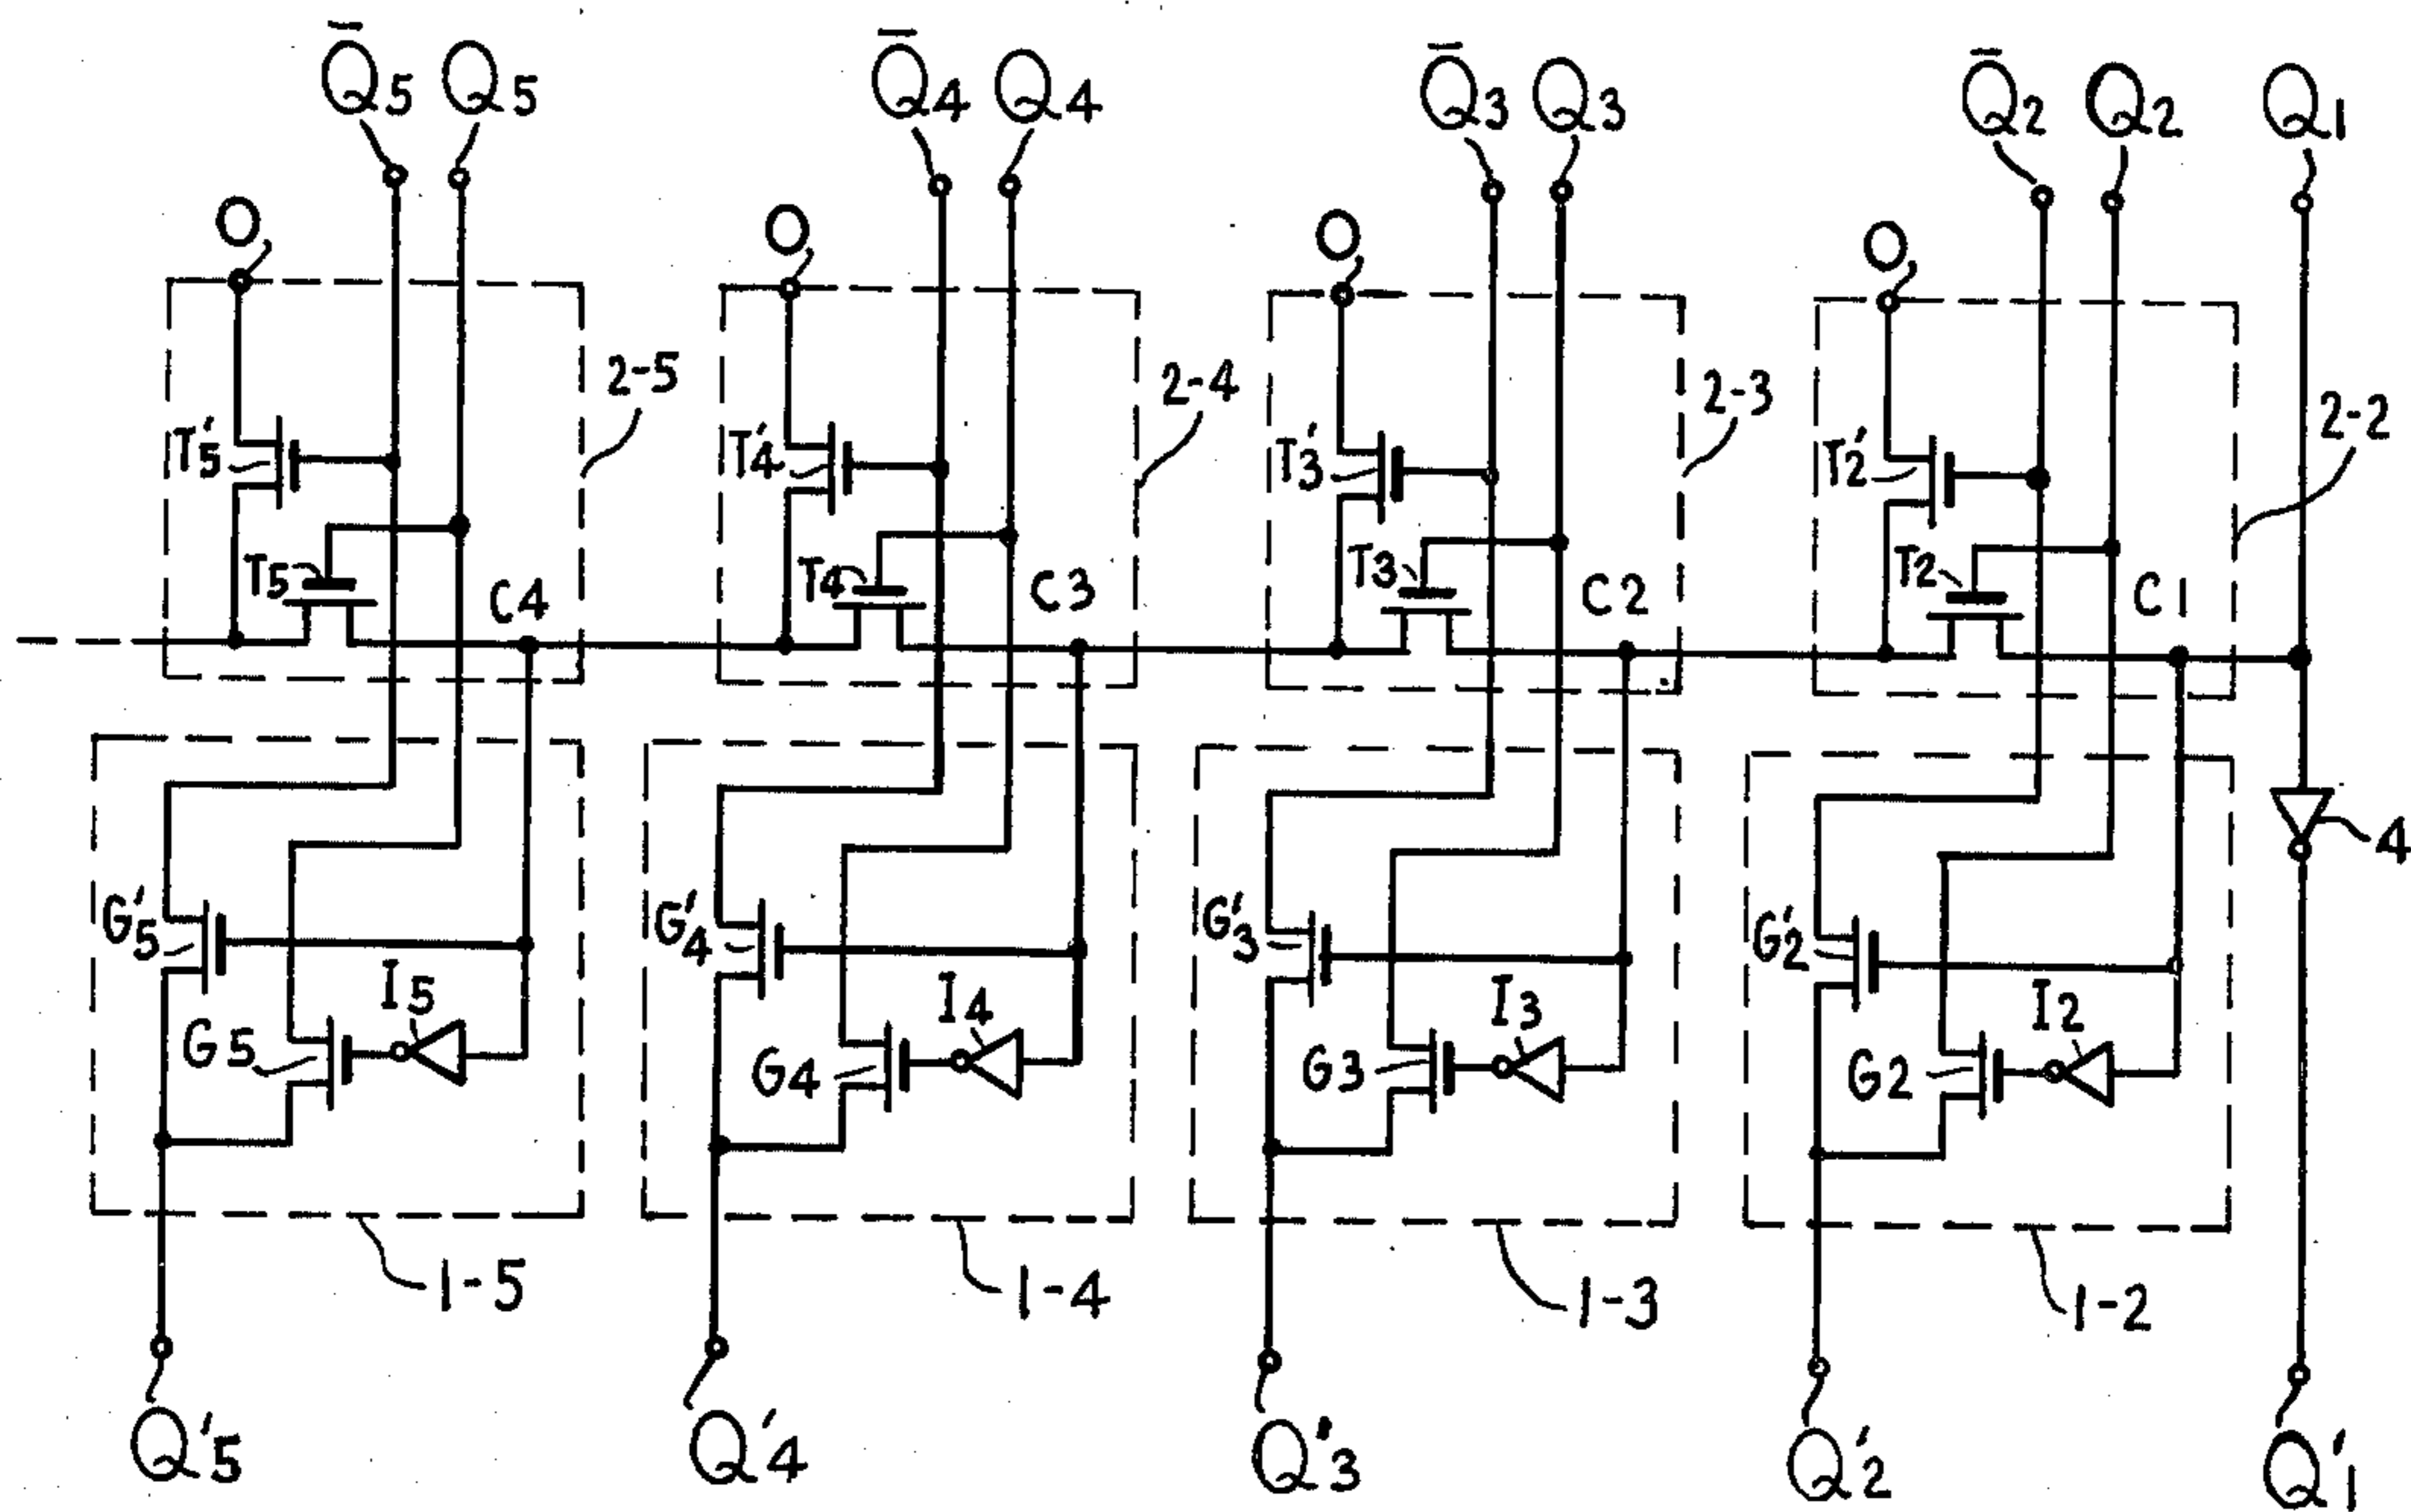 Q̄5 Q5 Q̄4 Q4 Q̄3 Q3 Q̄2 Q2 Q1
O O O O
2-5 2-4 2-3 2-2
T'5 T'4 T'3 T'2
T5 C4 T4 C3 T3 C2 T2 C1
4
G'5 G'4 G'3 G'2
I5 I4 I3 I2
G5 G4 G3 G2
1-5 1-4 1-3 1-2
Q'5 Q'4 Q'3 Q'2 Q'1